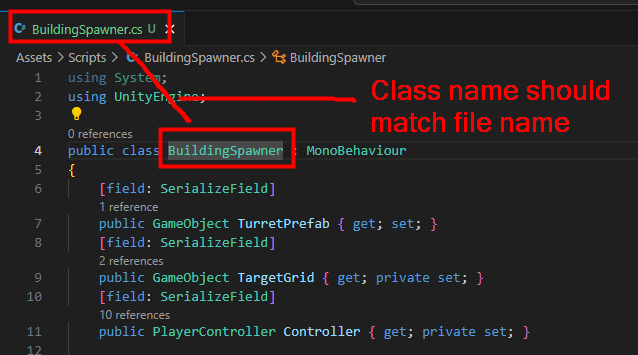 BuildingSpawner.cs U X
Assets > Scripts > BuildingSpawner.cs > BuildingSpawner
1 using System;
2 using UnityEngine;
Class name should
match file name
3
0 references
4 public class BuildingSpawner : MonoBehaviour
5 {
6 [field: SerializeField]
1 reference
7 public GameObject TurretPrefab { get; set; }
8 [field: SerializeField]
2 references
9 public GameObject TargetGrid { get; private set; }
10 [field: SerializeField]
10 references
11 public PlayerController Controller { get; private set; }
12